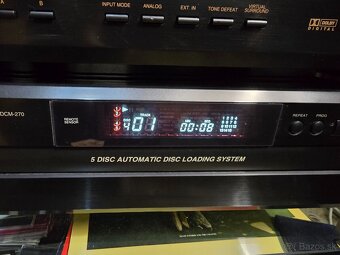 A B
INPUT MODE ANALOG EXT. IN TONE DEFEAT VIRTUAL SURROUND
DOLBY
DIGITAL
DCM-270
REMOTE SENSOR
TRACK
01 00:08
REPEAT PROG
5 DISC AUTOMATIC DISC LOADING SYSTEM
Bazos.sk